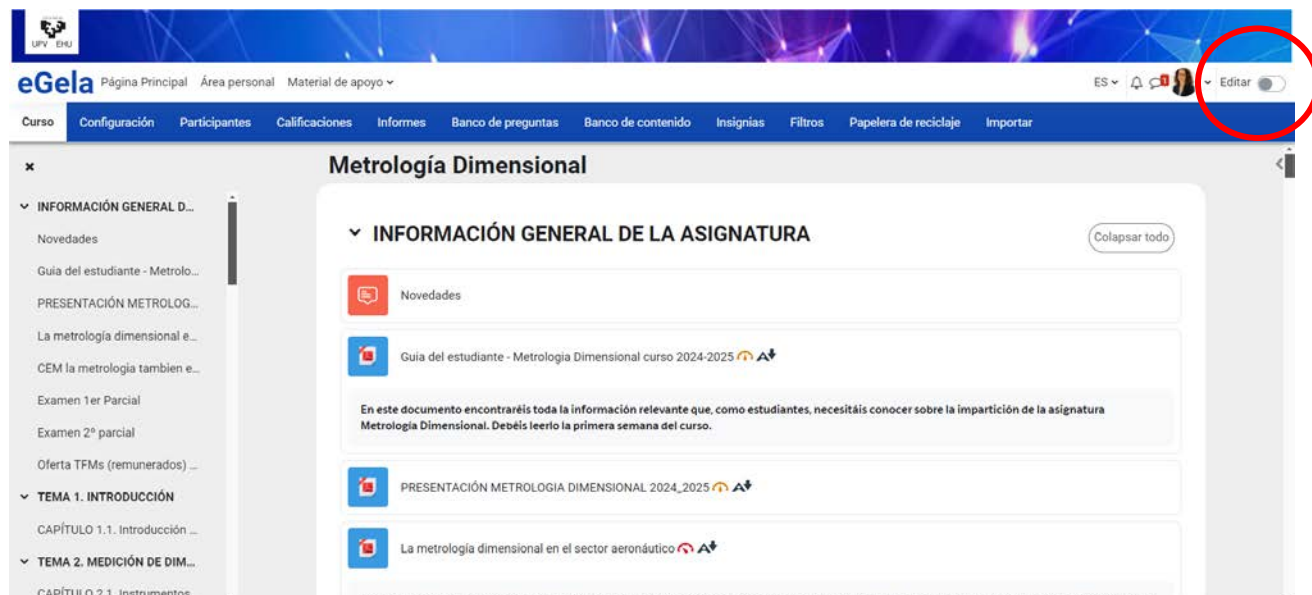 UPV EHU
eGela Página Principal Área personal Material de apoyo ES 1 Editar
Curso Configuración Participantes Calificaciones Informes Banco de preguntas Banco de contenido Insignias Filtros Papelera de reciclaje Importar
Metrología Dimensional
INFORMACIÓN GENERAL D...
Novedades
Guia del estudiante - Metrolo...
PRESENTACIÓN METROLOG...
La metrología dimensional e...
CEM la metrologia tambien e...
Examen 1er Parcial
Examen 2º parcial
Oferta TFMs (remunerados) ...
TEMA 1. INTRODUCCIÓN
CAPÍTULO 1.1. Introducción ...
TEMA 2. MEDICIÓN DE DIM...
CAPÍTULO 2.1. Instrumentos
INFORMACIÓN GENERAL DE LA ASIGNATURA
Colapsar todo
Novedades
Guia del estudiante - Metrologia Dimensional curso 2024-2025
En este documento encontraréis toda la información relevante que, como estudiantes, necesitáis conocer sobre la impartición de la asignatura
Metrología Dimensional. Debéis leerlo la primera semana del curso.
PRESENTACIÓN METROLOGIA DIMENSIONAL 2024_2025
La metrología dimensional en el sector aeronáutico